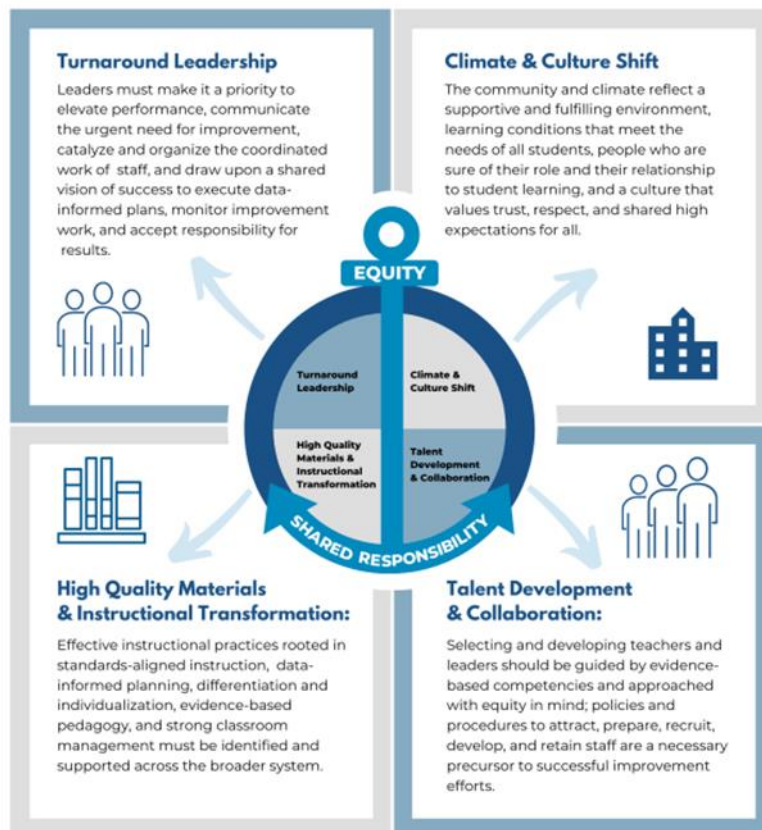 Turnaround Leadership
Leaders must make it a priority to
elevate performance, communicate
the urgent need for improvement,
catalyze and organize the coordinated
work of staff, and draw upon a shared
vision of success to execute data-
informed plans, monitor improvement
work, and accept responsibility for
results.
Climate & Culture Shift
The community and climate reflect a
supportive and fulfilling environment,
learning conditions that meet the
needs of all students, people who are
sure of their role and their relationship
to student learning, and a culture that
values trust, respect, and shared high
expectations for all.
EQUITY
Turnaround
Leadership
Climate &
Culture Shift
High Quality
Materials &
Instructional
Transformation
Talent
Development
& Collaboration
SHARED RESPONSIBILITY
High Quality Materials
& Instructional Transformation:
Effective instructional practices rooted in
standards-aligned instruction, data-
informed planning, differentiation and
individualization, evidence-based
pedagogy, and strong classroom
management must be identified and
supported across the broader system.
Talent Development
& Collaboration:
Selecting and developing teachers and
leaders should be guided by evidence-
based competencies and approached
with equity in mind; policies and
procedures to attract, prepare, recruit,
develop, and retain staff are a necessary
precursor to successful improvement
efforts.